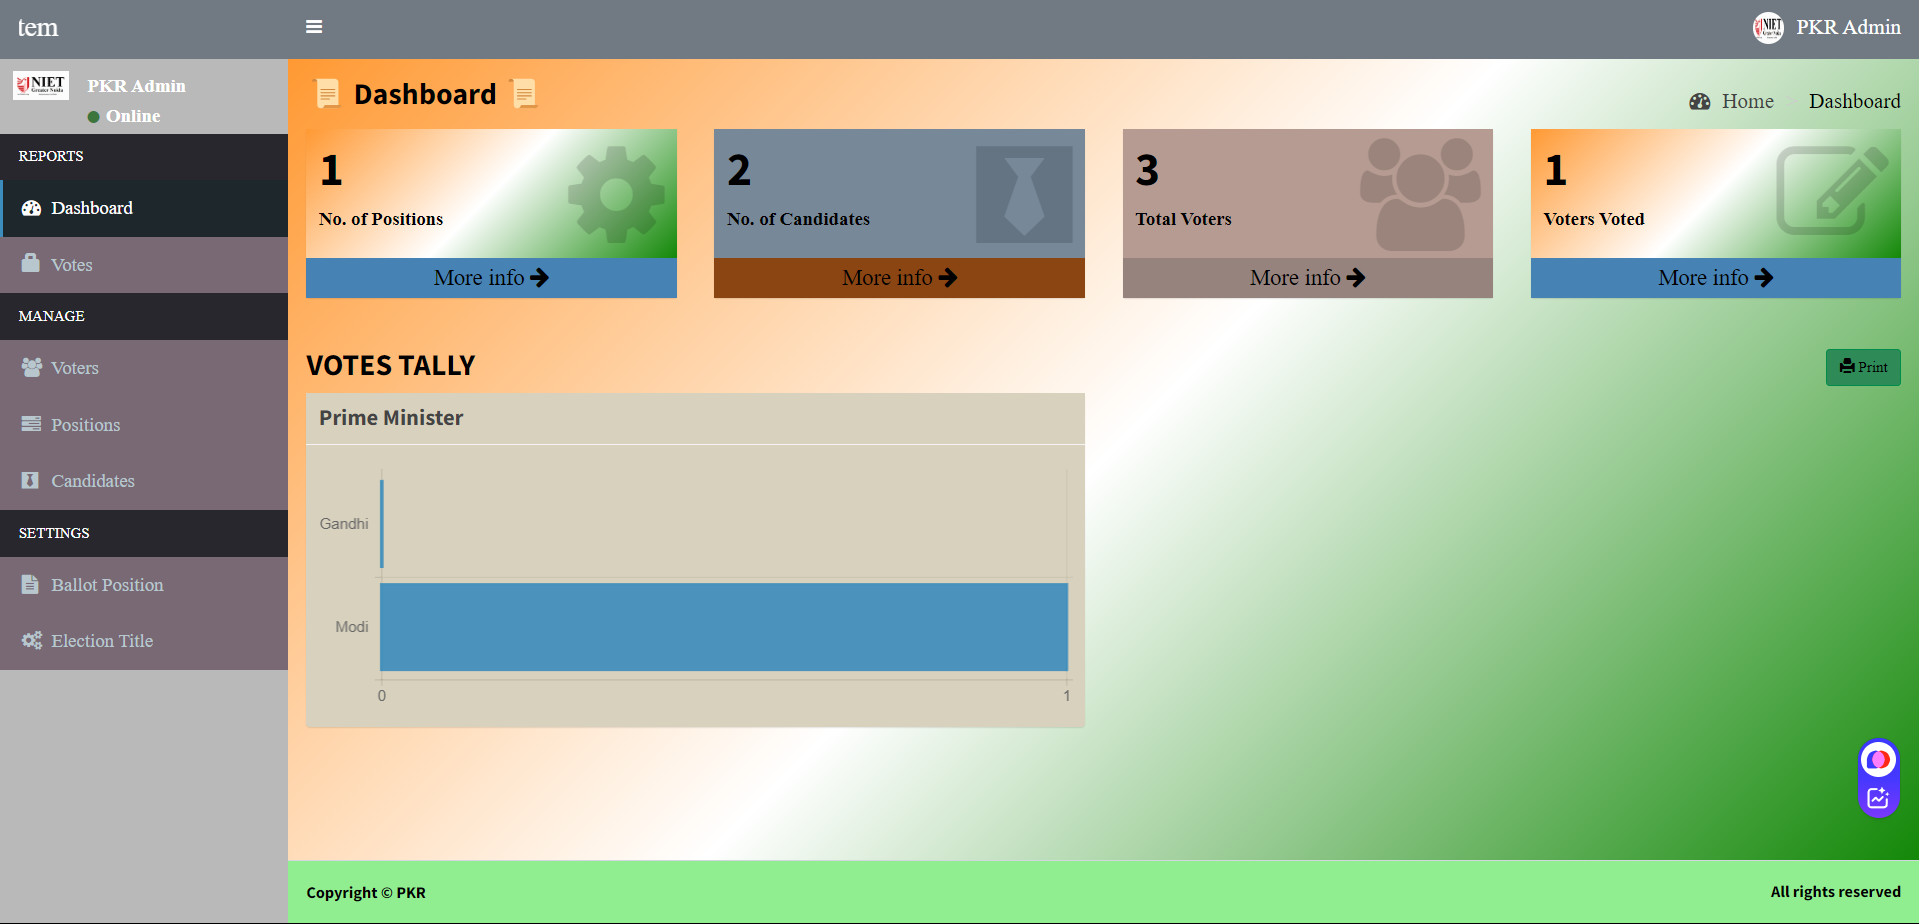 tem
PKR Admin
NIET
Greater Noida
PKR Admin
Online
REPORTS
Dashboard
Votes
MANAGE
Voters
Positions
Candidates
SETTINGS
Ballot Position
Election Title
Dashboard
Home
Dashboard
1
No. of Positions
More info
2
No. of Candidates
More info
3
Total Voters
More info
1
Voters Voted
More info
VOTES TALLY
Print
Prime Minister
Gandhi
Modi
0 1
Copyright © PKR
All rights reserved